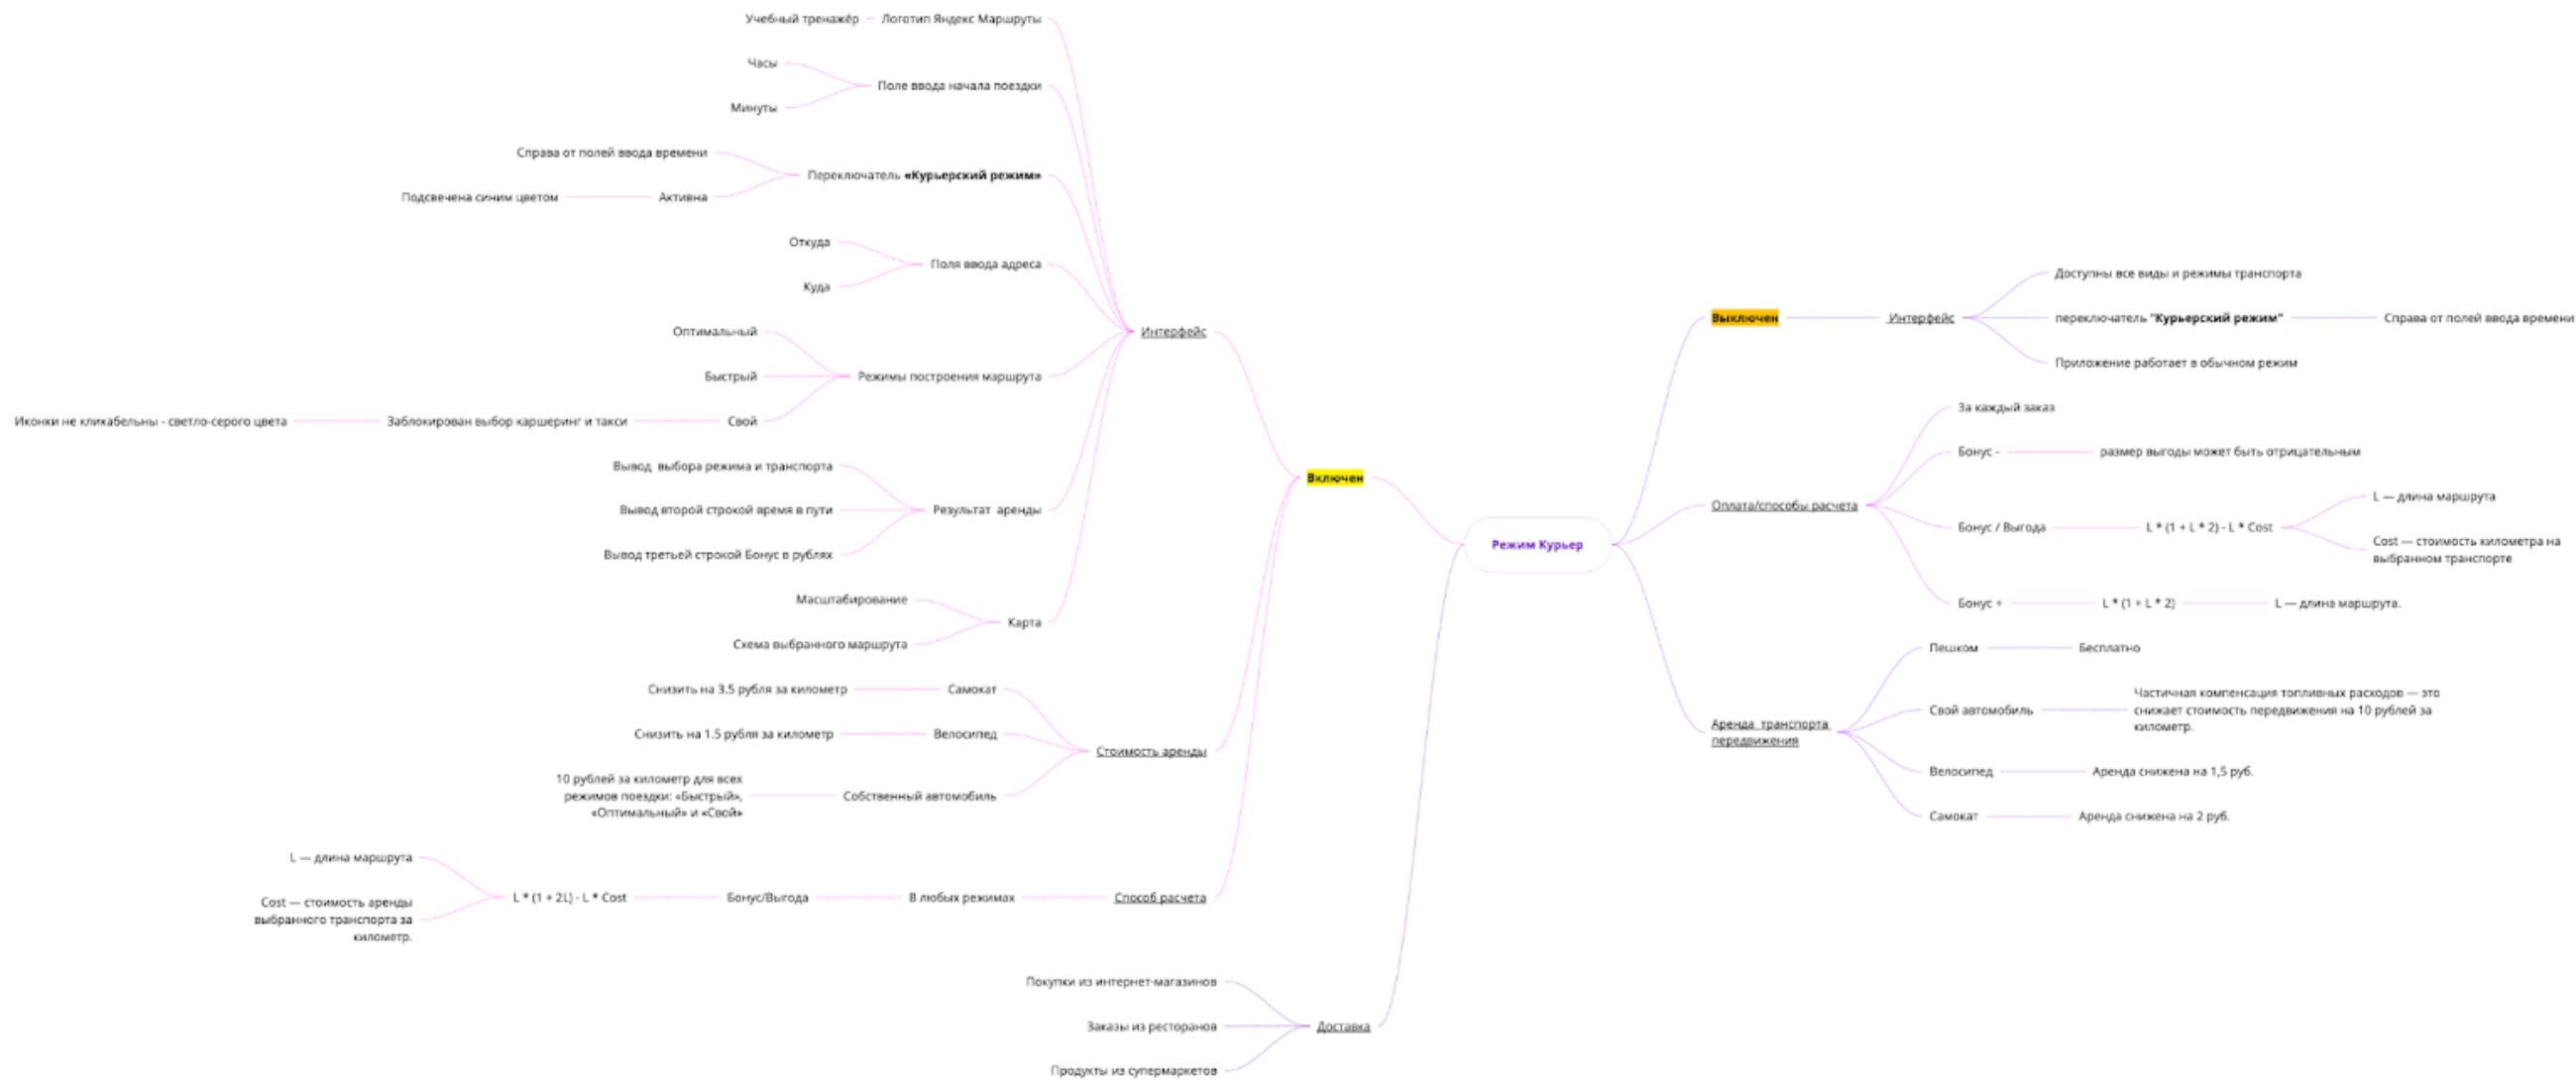 Учебный тренажёр
Логотип Яндекс Маршруты
Часы
Поле ввода начала поездки
Минуты
Справа от полей ввода времени
Переключатель «Курьерский режим»
Подсвечена синим цветом
Активна
Откуда
Поля ввода адреса
Куда
Интерфейс
Оптимальный
Быстрый
Режимы построения маршрута
Иконки не кликабельны - светло-серого цвета
Заблокирован выбор каршеринг и такси
Свой
Вывод выбора режима и транспорта
Вывод второй строкой время в пути
Результат аренды
Вывод третьей строкой Бонус в рублях
Масштабирование
Карта
Схема выбранного маршрута
Включен
Снизить на 3.5 рубля за километр
Самокат
Снизить на 1.5 рубля за километр
Велосипед
Стоимость аренды
10 рублей за километр для всех
режимов поездки: «Быстрый»,
«Оптимальный» и «Свой»
Собственный автомобиль
L — длина маршрута
Cost — стоимость аренды
выбранного транспорта за
километр.
L * (1 + 2L) - L * Cost
Бонус/Выгода
В любых режимах
Способ расчета
Покупки из интернет-магазинов
Заказы из ресторанов
Доставка
Продукты из супермаркетов
Режим Курьер
Выключен
Интерфейс
Доступны все виды и режимы транспорта
переключатель "Курьерский режим"
Справа от полей ввода времени
Приложение работает в обычном режим
Оплата/способы расчета
За каждый заказ
Бонус -
размер выгоды может быть отрицательным
Бонус / Выгода
L * (1 + L * 2) - L * Cost
L — длина маршрута
Cost — стоимость километра на
выбранном транспорте
Бонус +
L * (1 + L * 2)
L — длина маршрута.
Аренда транспорта
передвижения
Пешком
Бесплатно
Свой автомобиль
Частичная компенсация топливных расходов — это
снижает стоимость передвижения на 10 рублей за
километр.
Велосипед
Аренда снижена на 1,5 руб.
Самокат
Аренда снижена на 2 руб.